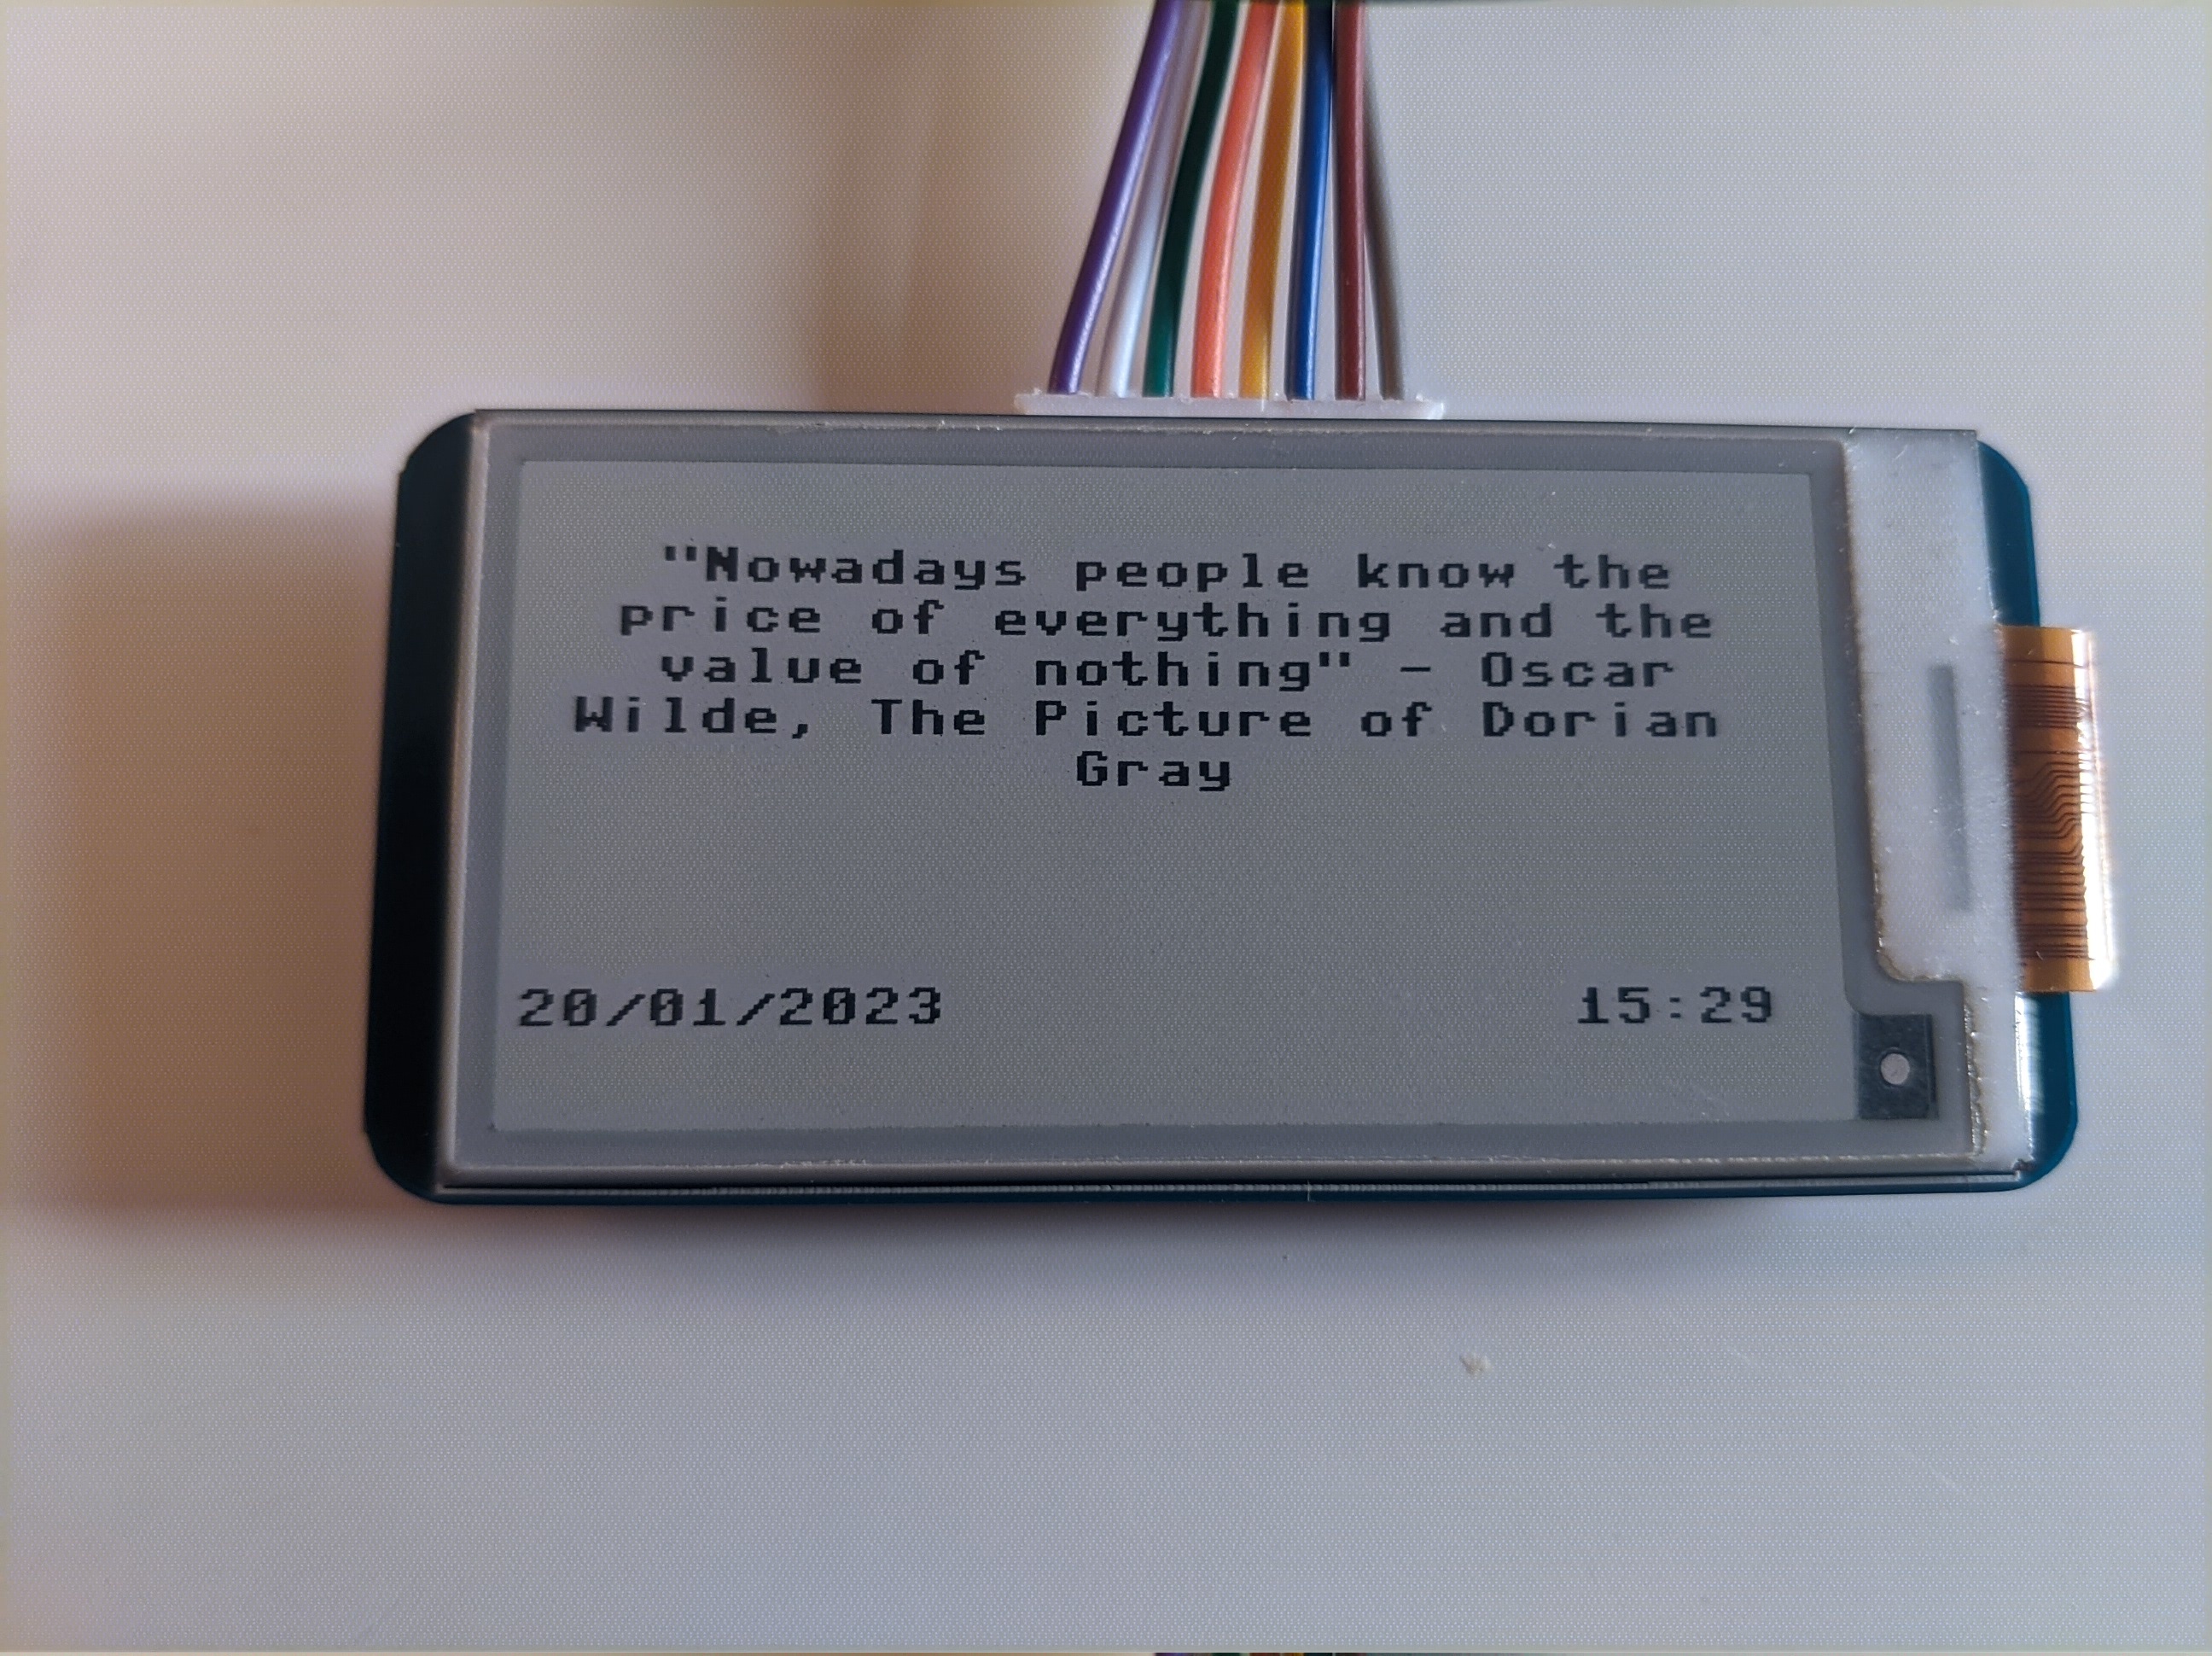 "Nowadays people know the
price of everything and the
value of nothing" - Oscar
Wilde, The Picture of Dorian
Gray
20/01/2023 15:29